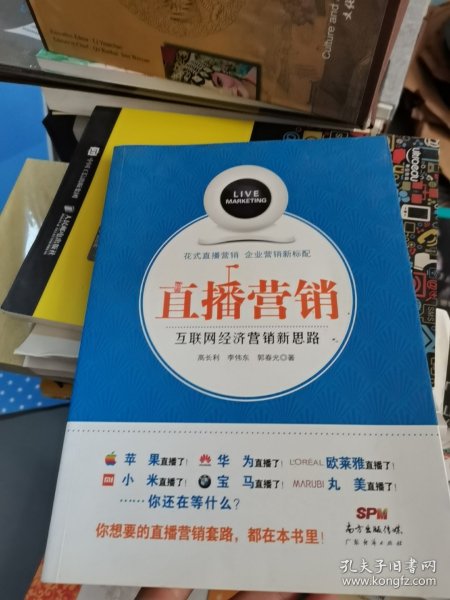 Culture and
LIVE
MARKETING
花式直播营销 企业营销新标配
直播营销
互联网经济营销新思路
高长利 李伟东 郭春光◎著
苹果直播了! 华为直播了! L'ORÉAL 欧莱雅直播了!
MI 小米直播了! 宝马直播了! MARUBI 丸美直播了!
……你还在等什么?
你想要的直播营销套路,都在本书里!
SPM
南方出版传媒
广东经济出版社
孔夫子旧书网
www.kongfz.com